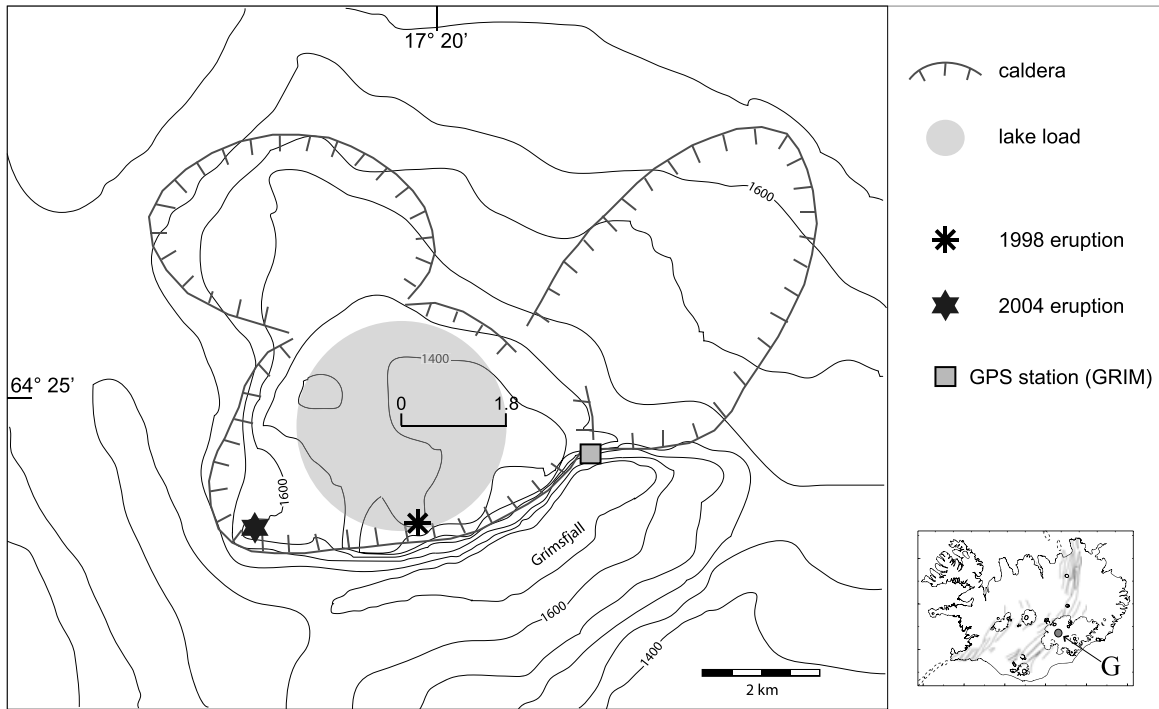 17° 20'
caldera
lake load
1600
1998 eruption
2004 eruption
1400
64° 25'
GPS station (GRIM)
0 1.8
1600
Grimsfjall
1600
1400
2 km
G